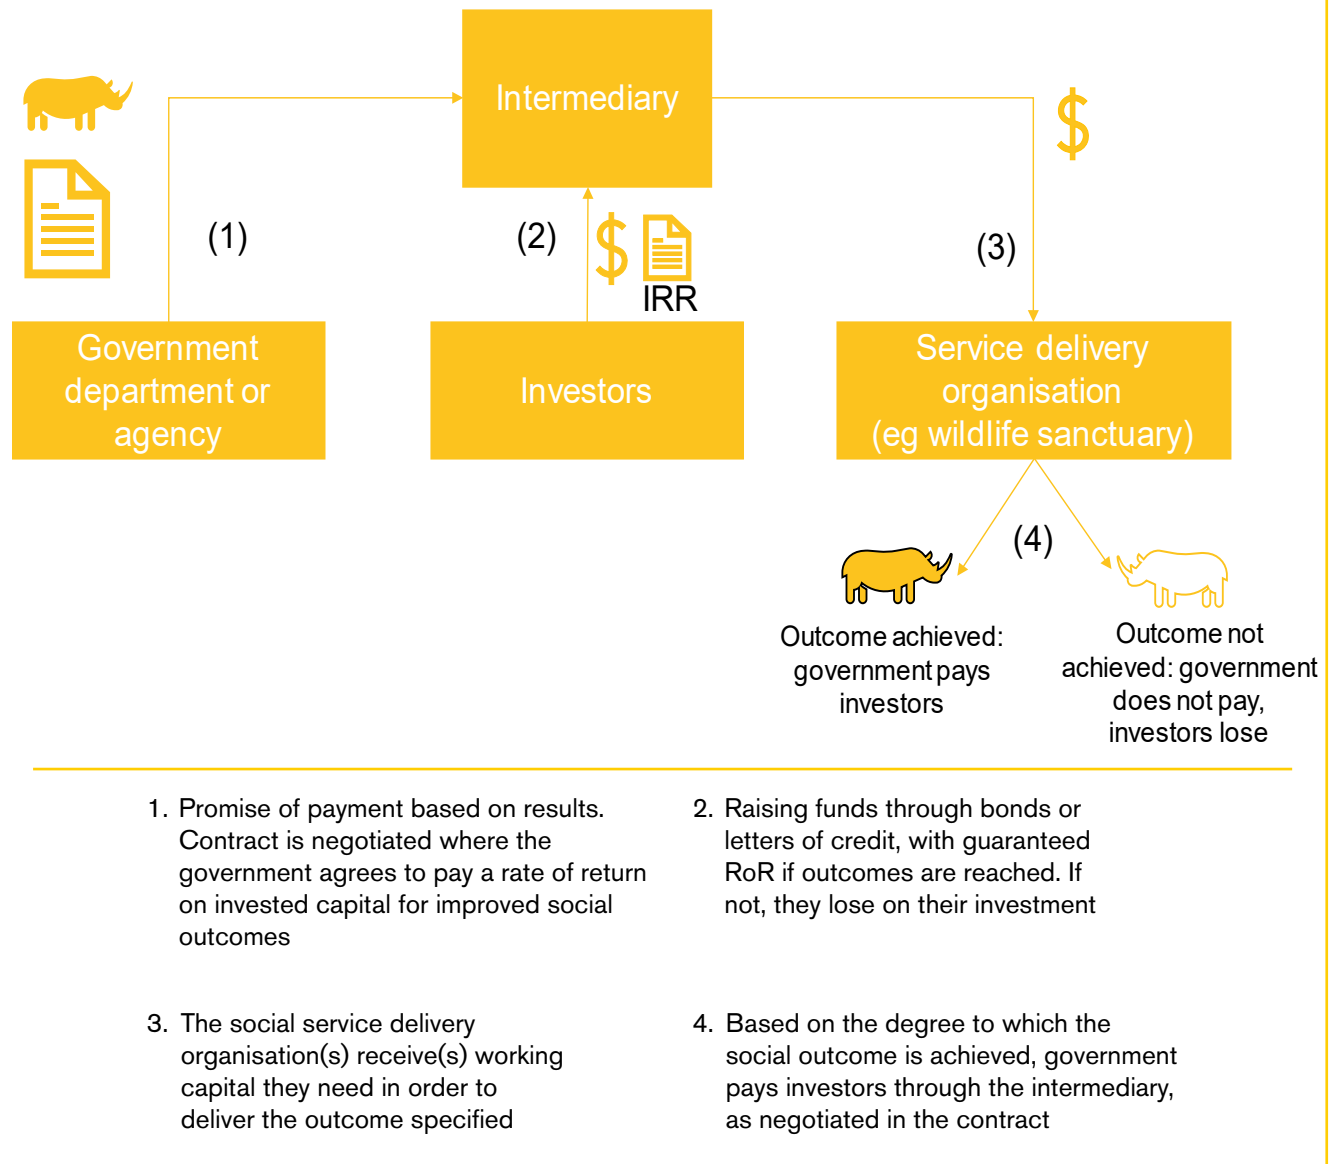 Intermediary
(1)
(2)
IRR
(3)
Government
department or
agency
Investors
Service delivery
organisation
(eg wildlife sanctuary)
(4)
Outcome achieved:
government pays
investors
Outcome not
achieved: government
does not pay,
investors lose
1. Promise of payment based on results.
Contract is negotiated where the
government agrees to pay a rate of return
on invested capital for improved social
outcomes
2. Raising funds through bonds or
letters of credit, with guaranteed
RoR if outcomes are reached. If
not, they lose on their investment
3. The social service delivery
organisation(s) receive(s) working
capital they need in order to
deliver the outcome specified
4. Based on the degree to which the
social outcome is achieved, government
pays investors through the intermediary,
as negotiated in the contract